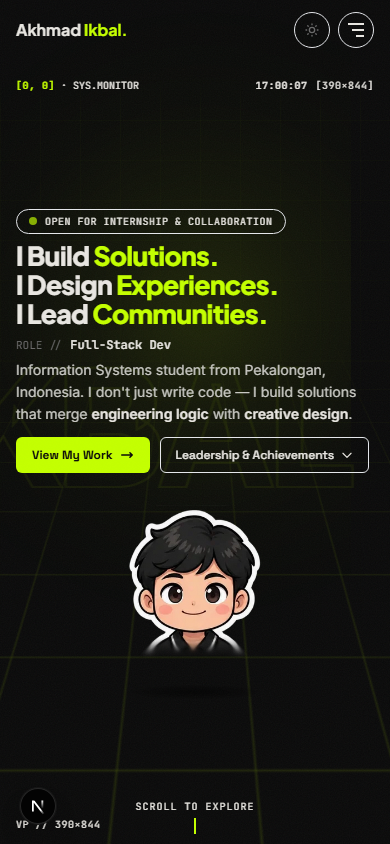 Akhmad Ikbal.
[0, 0] · SYS.MONITOR
17:00:07 [390×844]
OPEN FOR INTERNSHIP & COLLABORATION
I Build Solutions.
I Design Experiences.
I Lead Communities.
ROLE // Full-Stack Dev
Information Systems student from Pekalongan,
Indonesia. I don't just write code — I build solutions
that merge engineering logic with creative design.
View My Work →
Leadership & Achievements
SCROLL TO EXPLORE
N
VP // 390×844